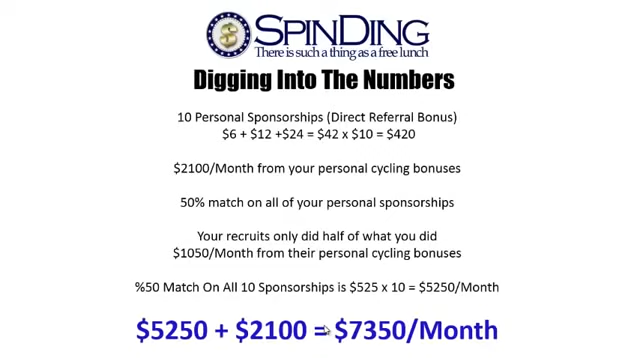 SPINDING
There is such a thing as a free lunch
Digging Into The Numbers
10 Personal Sponsorships (Direct Referral Bonus)
$6 + $12 +$24 = $42 x $10 = $420
$2100/Month from your personal cycling bonuses
50% match on all of your personal sponsorships
Your recruits only did half of what you did
$1050/Month from their personal cycling bonuses
%50 Match On All 10 Sponsorships is $525 x 10 = $5250/Month
$5250 + $2100 = $7350/Month